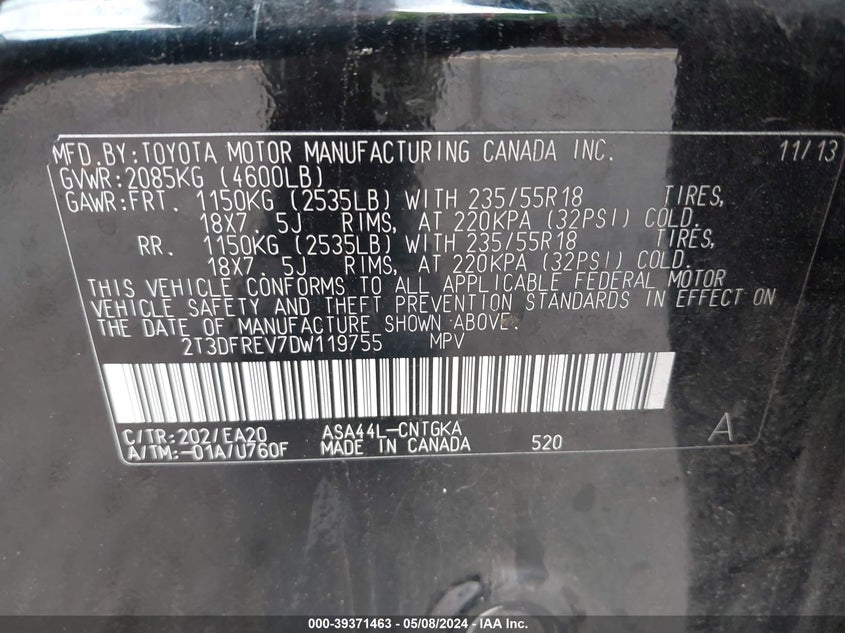 MFD.BY:TOYOTA MOTOR MANUFACTURING CANADA INC. 11/13
GVWR:2085KG (4600LB)
GAWR:FRT. 1150KG (2535LB) WITH 235/55R18 TIRES,
18X7.5J RIMS, AT 220KPA (32PSI) COLD.
RR. 1150KG (2535LB) WITH 235/55R18 TIRES,
18X7.5J RIMS, AT 220KPA (32PSI) COLD.
THIS VEHICLE CONFORMS TO ALL APPLICABLE FEDERAL MOTOR
VEHICLE SAFETY AND THEFT PREVENTION STANDARDS IN EFFECT ON
THE DATE OF MANUFACTURE SHOWN ABOVE.
2T3DFREV7DW119755 MPV
C/TR:202/EA20 ASA44L-CNTGKA
A/TM:-01A/U760F MADE IN CANADA 520 A
000-39371463 - 05/08/2024 - IAA Inc.